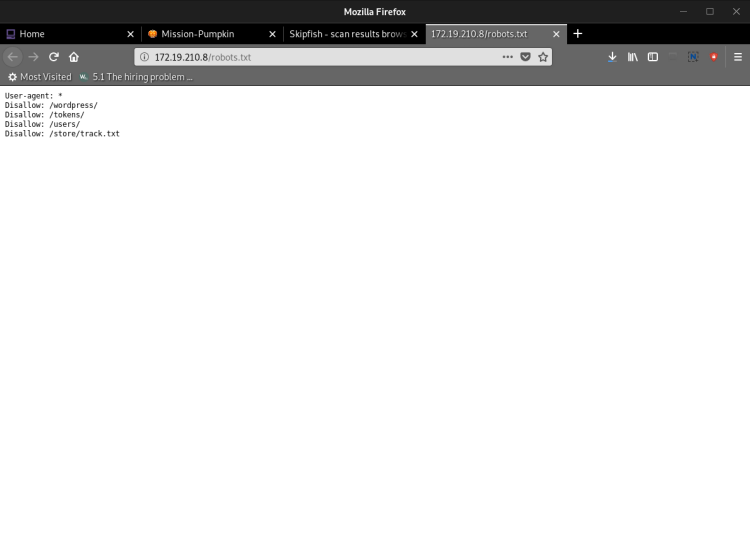 Mozilla Firefox
Home
Mission-Pumpkin
Skipfish - scan results brow
172.19.210.8/robots.txt
172.19.210.8/robots.txt
Most Visited
5.1 The hiring problem ...
User-agent: *
Disallow: /wordpress/
Disallow: /tokens/
Disallow: /users/
Disallow: /store/track.txt